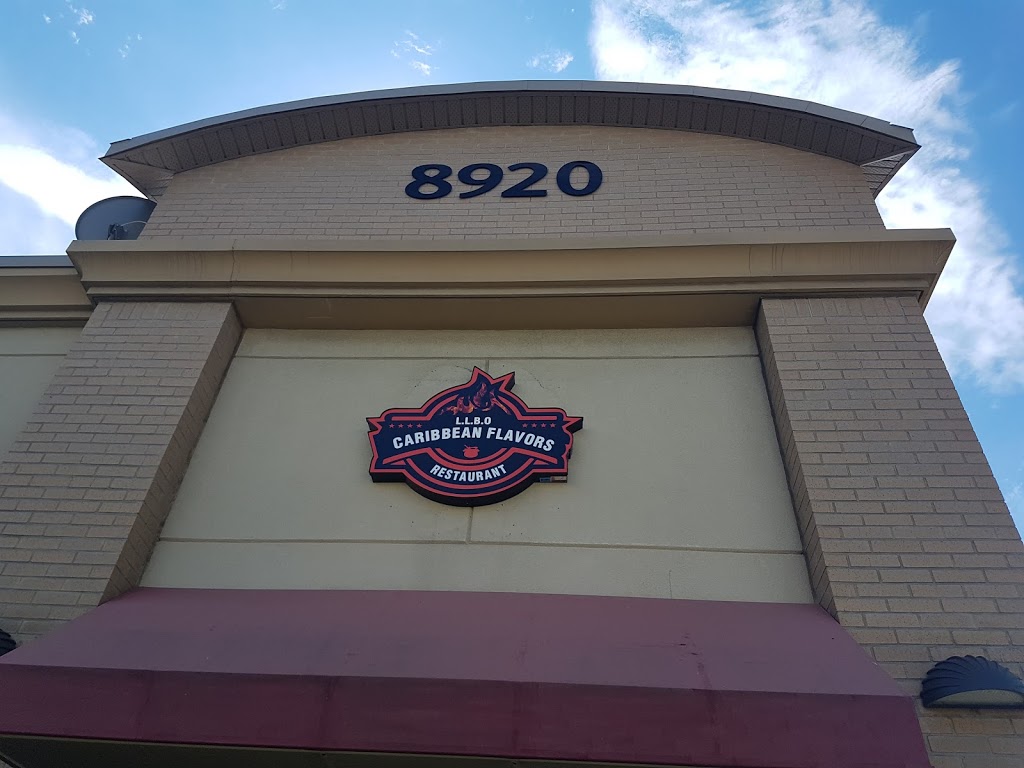 8920
L.L.B.O
CARIBBEAN FLAVORS
RESTAURANT